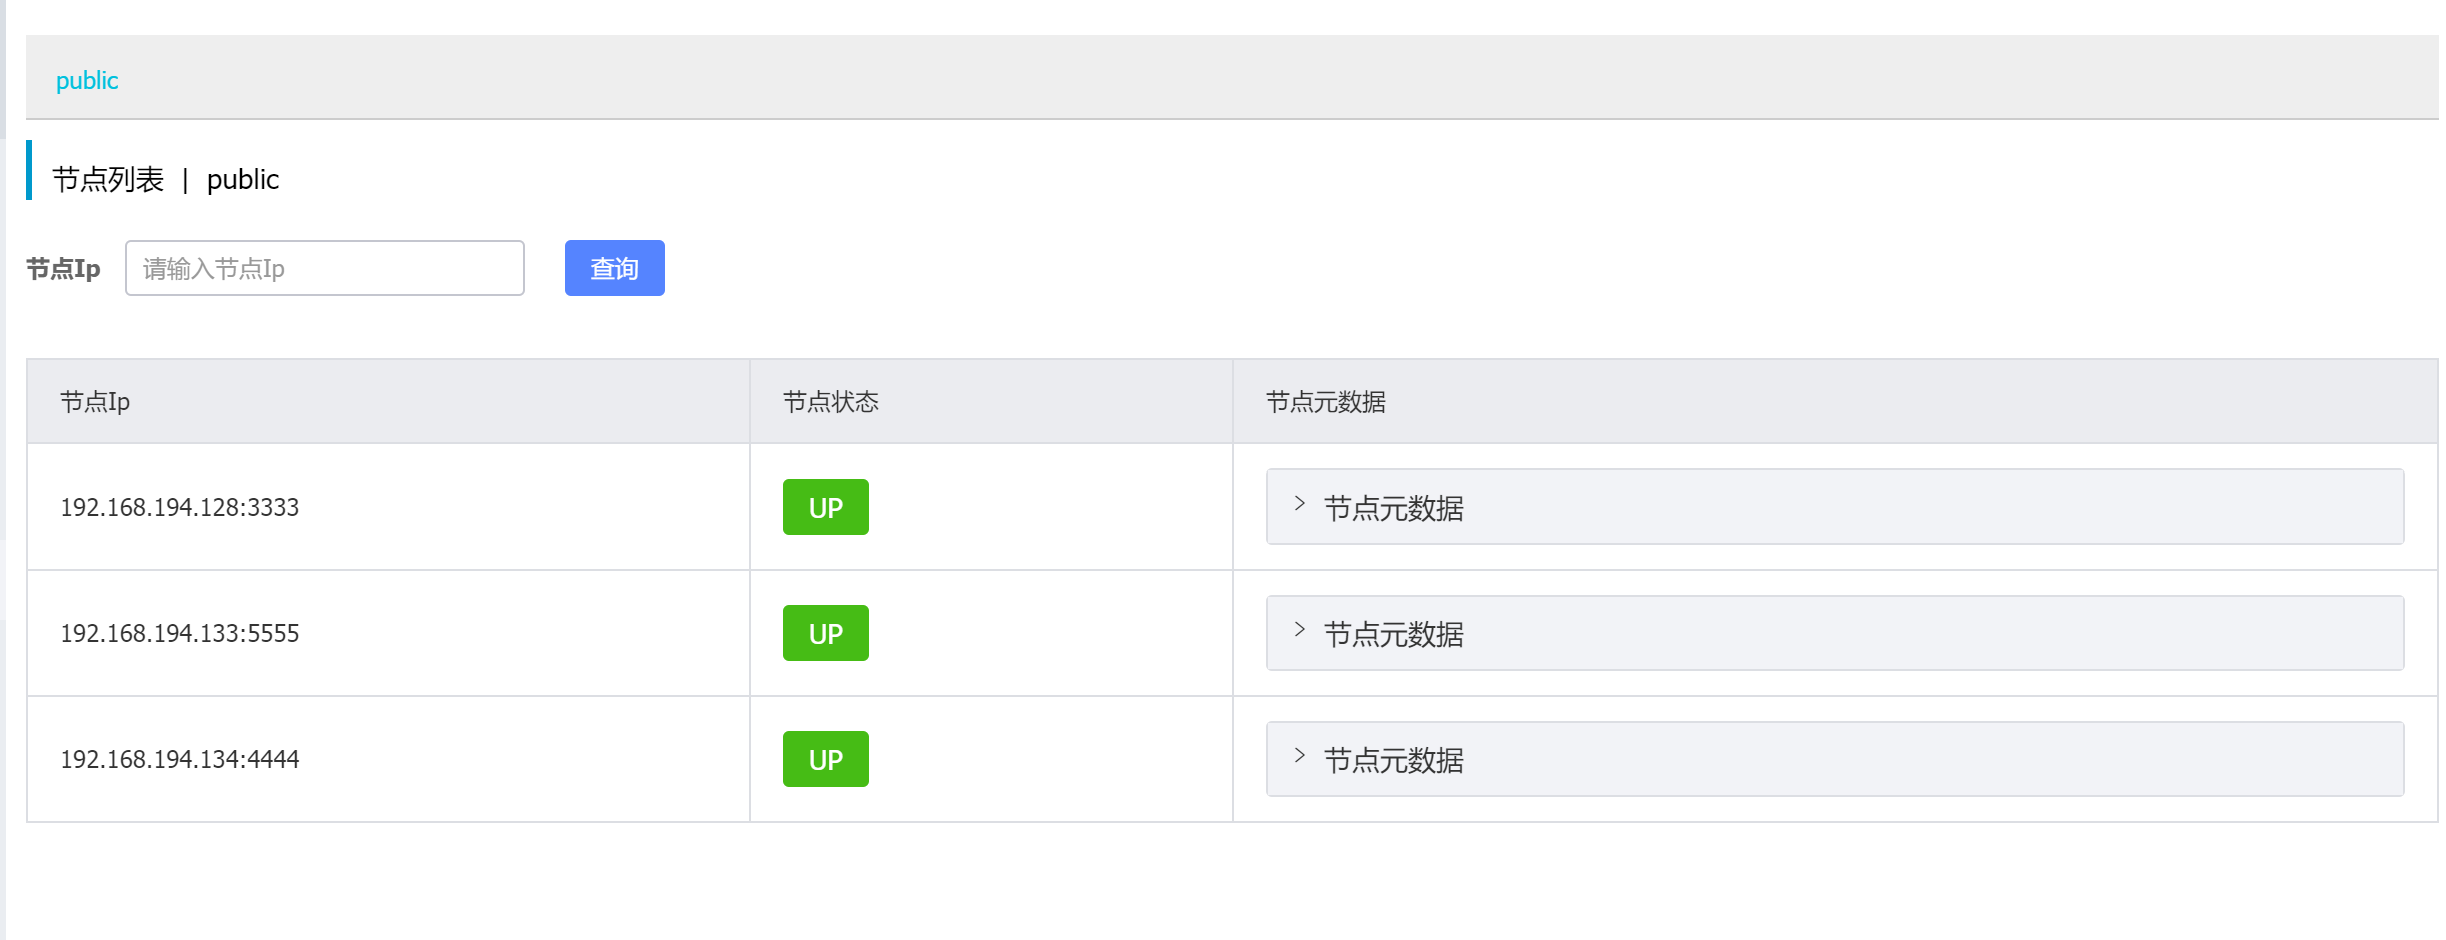 public
节点列表 | public
节点Ip 请输入节点Ip 查询
节点Ip 节点状态 节点元数据
192.168.194.128:3333 UP 节点元数据
192.168.194.133:5555 UP 节点元数据
192.168.194.134:4444 UP 节点元数据